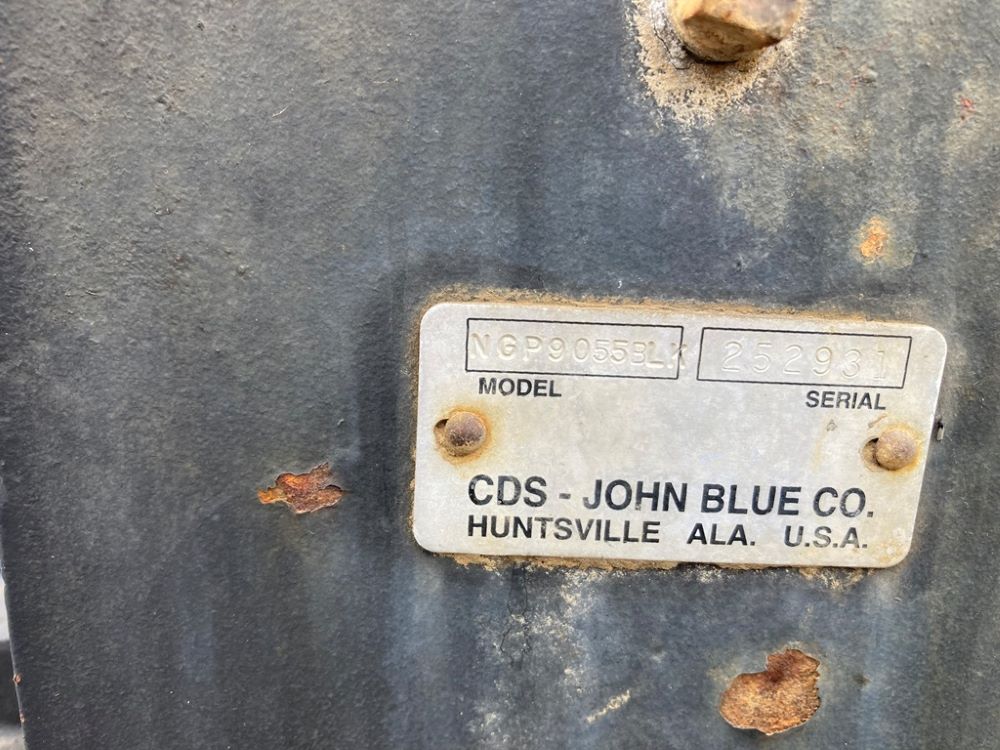 NGP9055BLK 252931
MODEL SERIAL
CDS - JOHN BLUE CO.
HUNTSVILLE ALA. U.S.A.